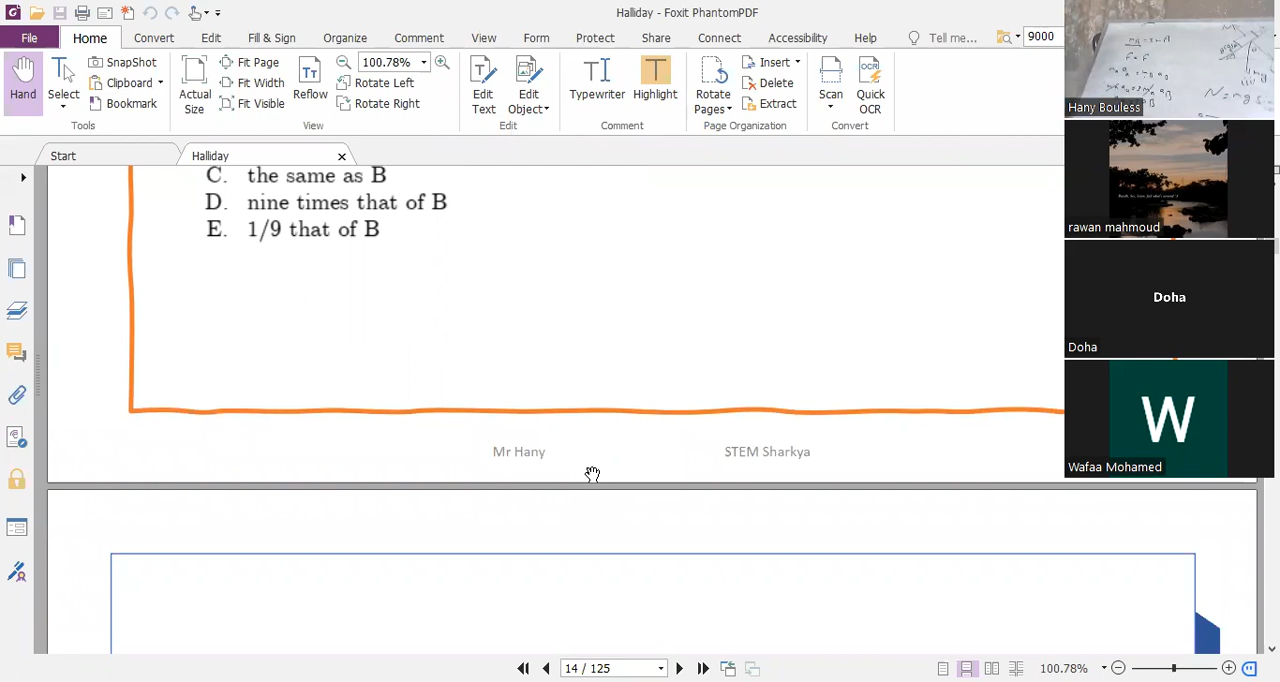 Halliday - Foxit PhantomPDF
File
Home
Convert
Edit
Fill & Sign
Organize
Comment
View
Form
Protect
Share
Connect
Accessibility
Help
Tell me...
9000
Hand
Select
SnapShot
Clipboard
Bookmark
Tools
Actual
Size
Fit Page
Fit Width
Fit Visible
Reflow
100.78%
Rotate Left
Rotate Right
View
Edit
Text
Edit
Object
Edit
Typewriter
Highlight
Comment
Rotate
Pages
Insert
Delete
Extract
Page Organization
Scan
Quick
OCR
Convert
Start
Halliday
C. the same as B
D. nine times that of B
E. 1/9 that of B
Mr Hany
STEM Sharkya
Hany Bouless
rawan mahmoud
Doha
Doha
W
Wafaa Mohamed
14 / 125
100.78%